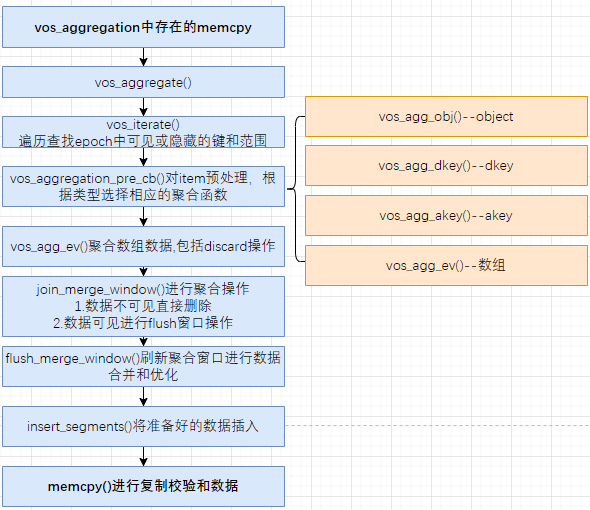 vos_aggregation中存在的memcpy
vos_aggregate()
vos_iterate()
遍历查找epoch中可见或隐藏的键和范围
vos_aggregation_pre_cb()对item预处理，根
据类型选择相应的聚合函数
vos_agg_obj()--object
vos_agg_dkey()--dkey
vos_agg_akey()--akey
vos_agg_ev()--数组
vos_agg_ev()聚合数组数据,包括discard操作
join_merge_window()进行聚合操作
1.数据不可见直接删除
2.数据可见进行flush窗口操作
flush_merge_window()刷新聚合窗口进行数据
合并和优化
insert_segments()将准备好的数据插入
memcpy()进行复制校验和数据